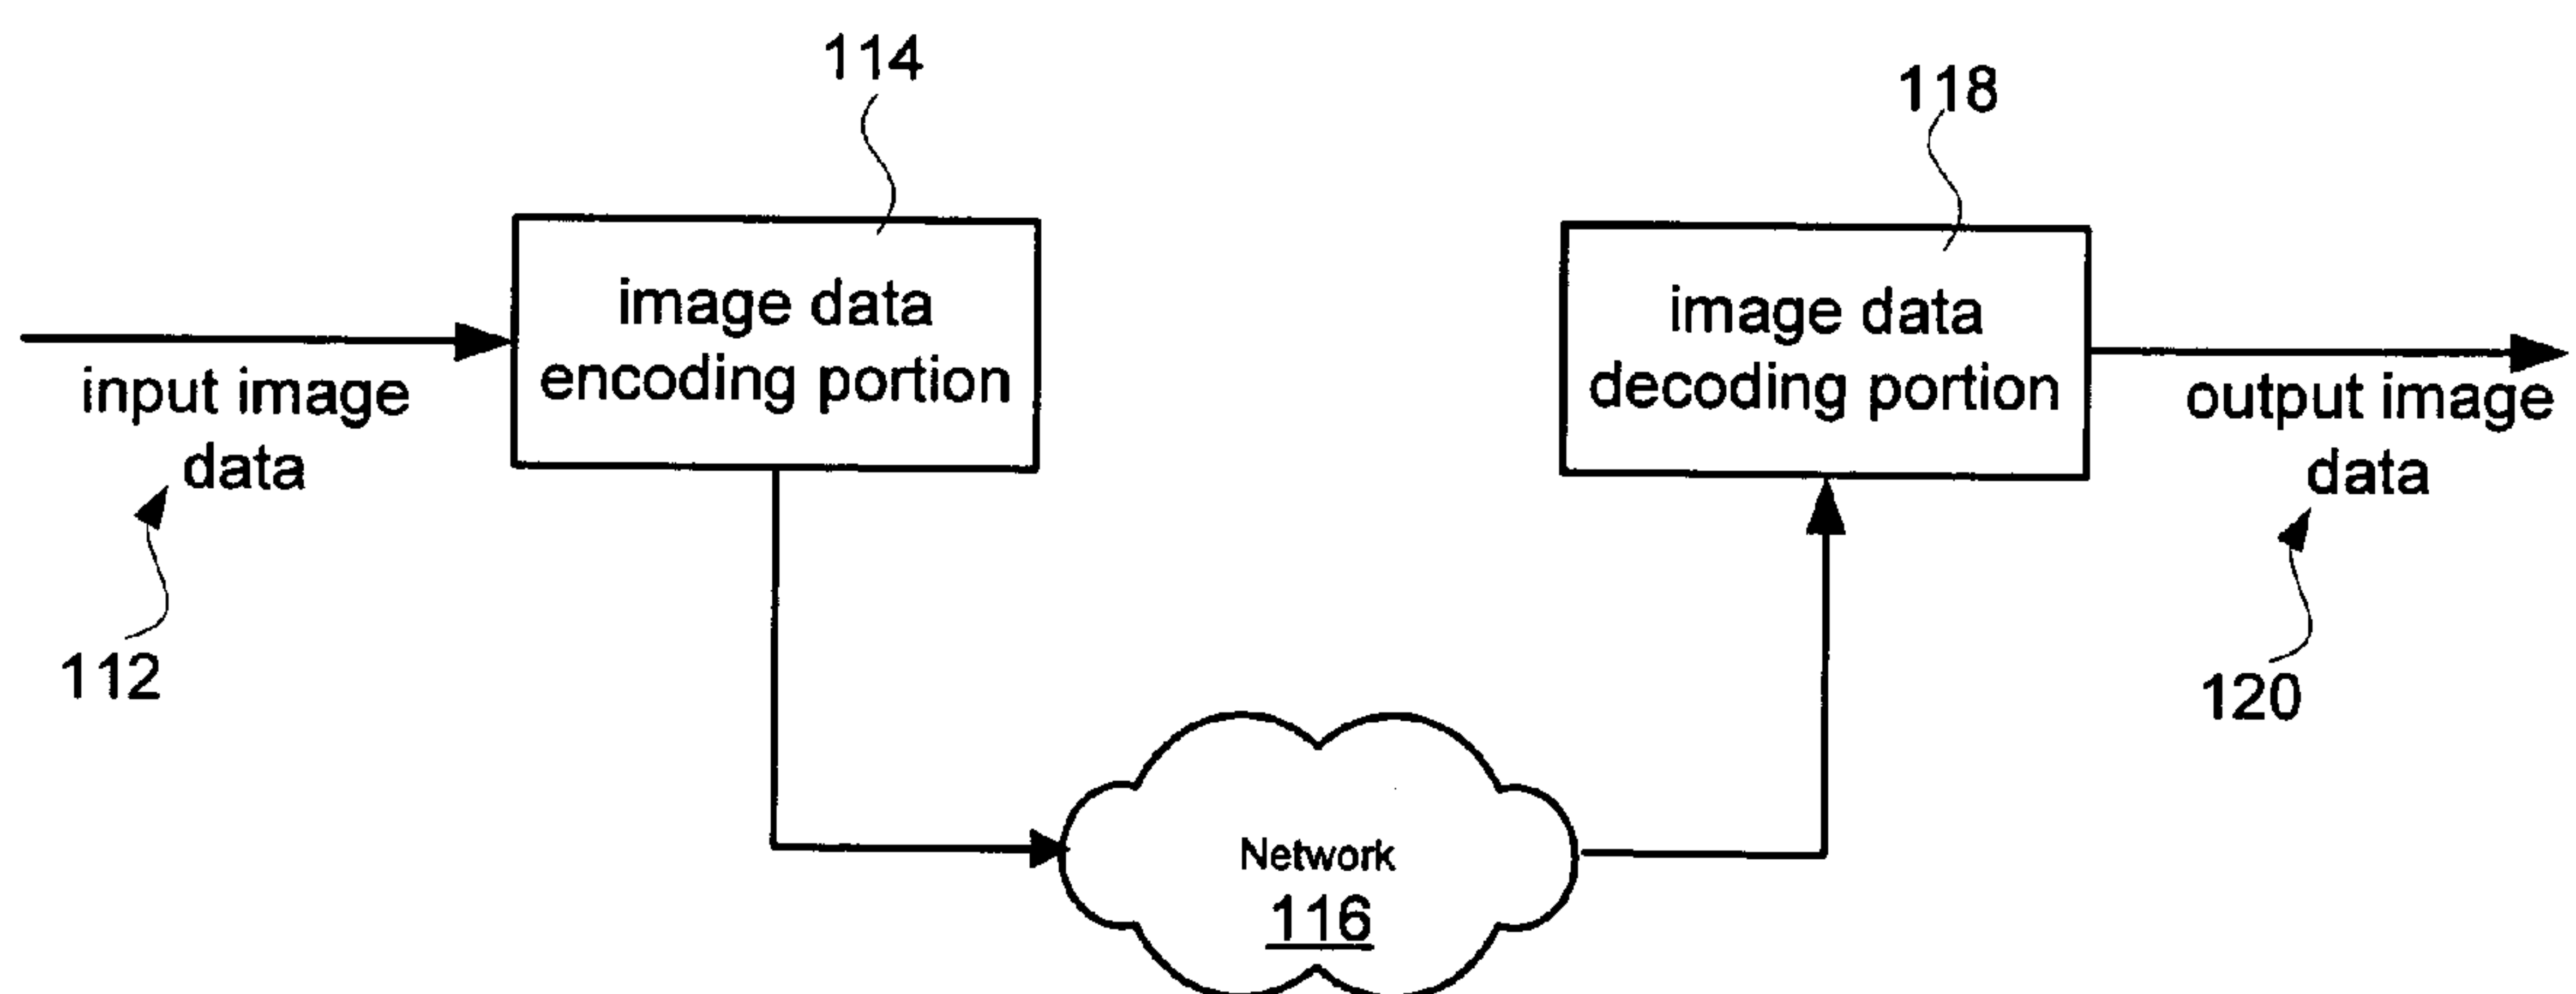 114
118
image data
encoding portion
image data
decoding portion
input image
data
output image
data
112
120
Network
116